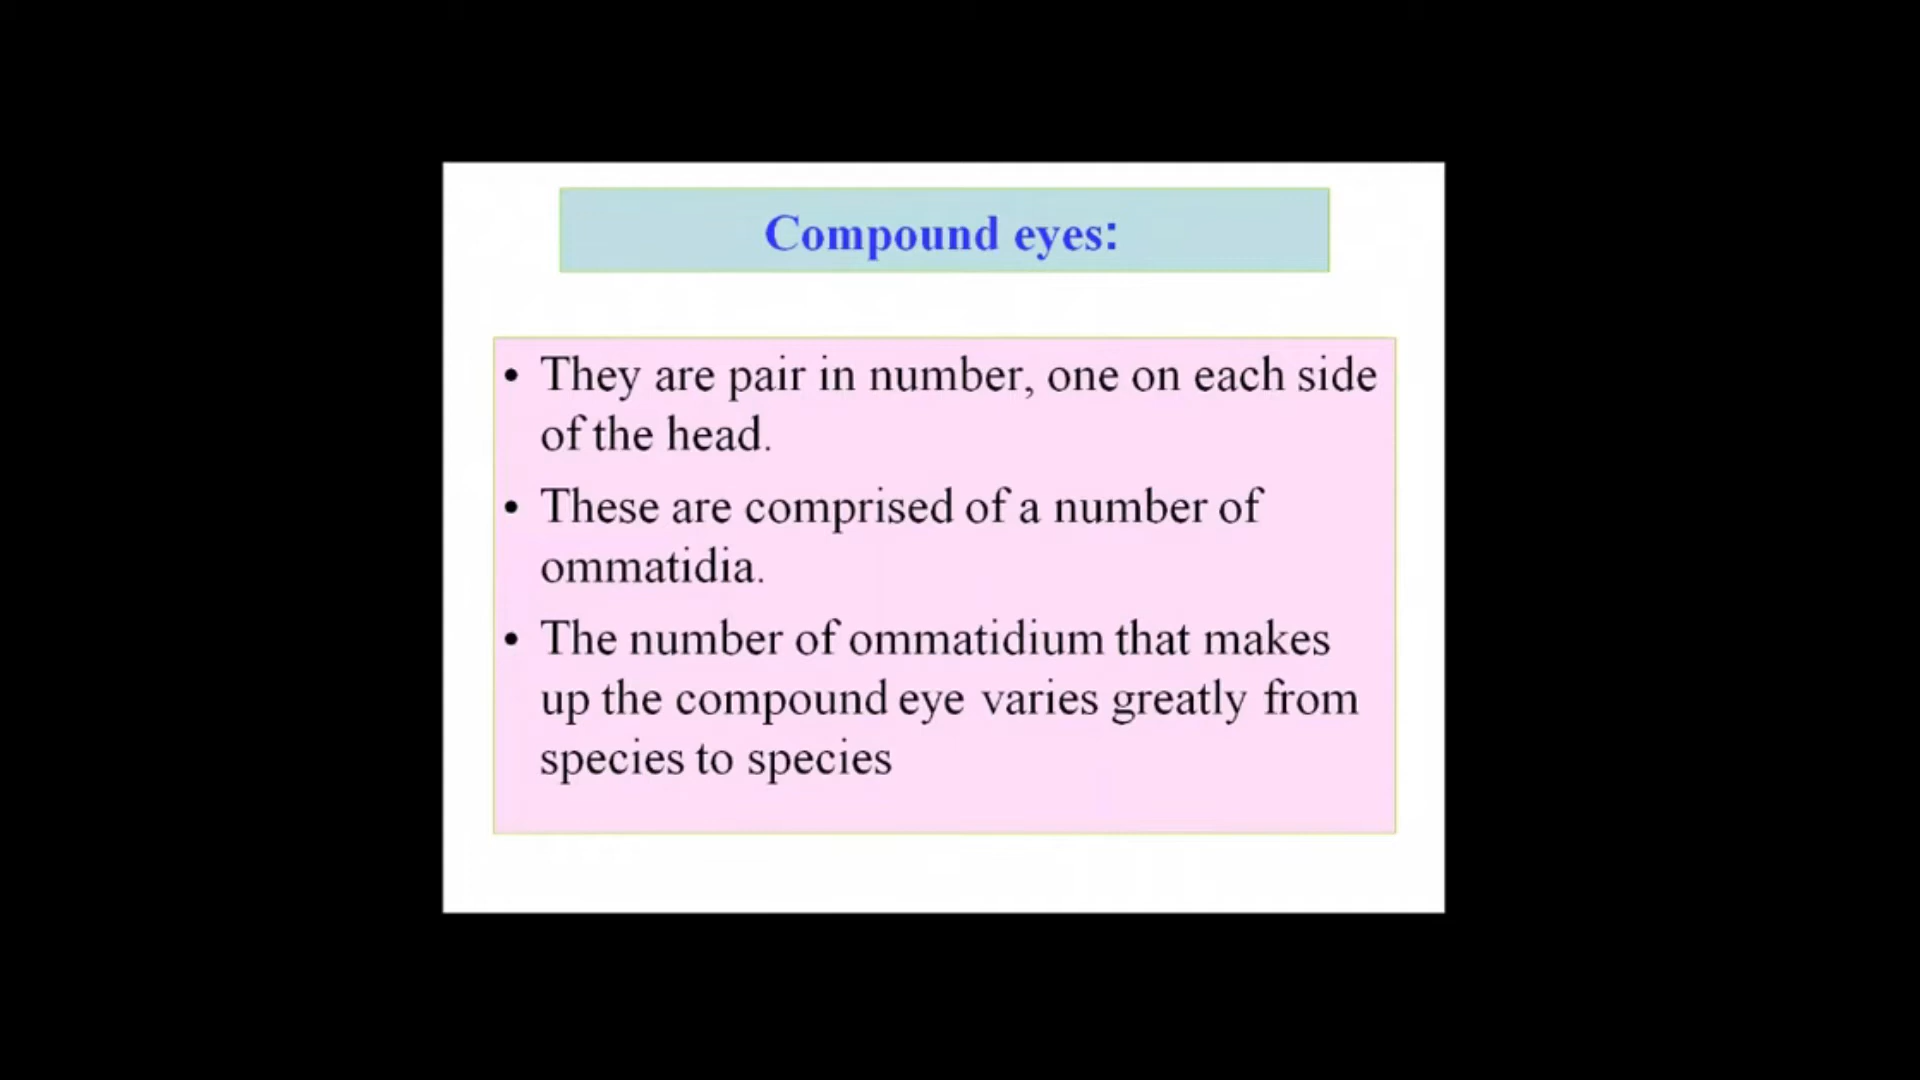 Compound eyes:
• They are pair in number, one on each side
of the head.
• These are comprised of a number of
ommatidia.
• The number of ommatidium that makes
up the compound eye varies greatly from
species to species